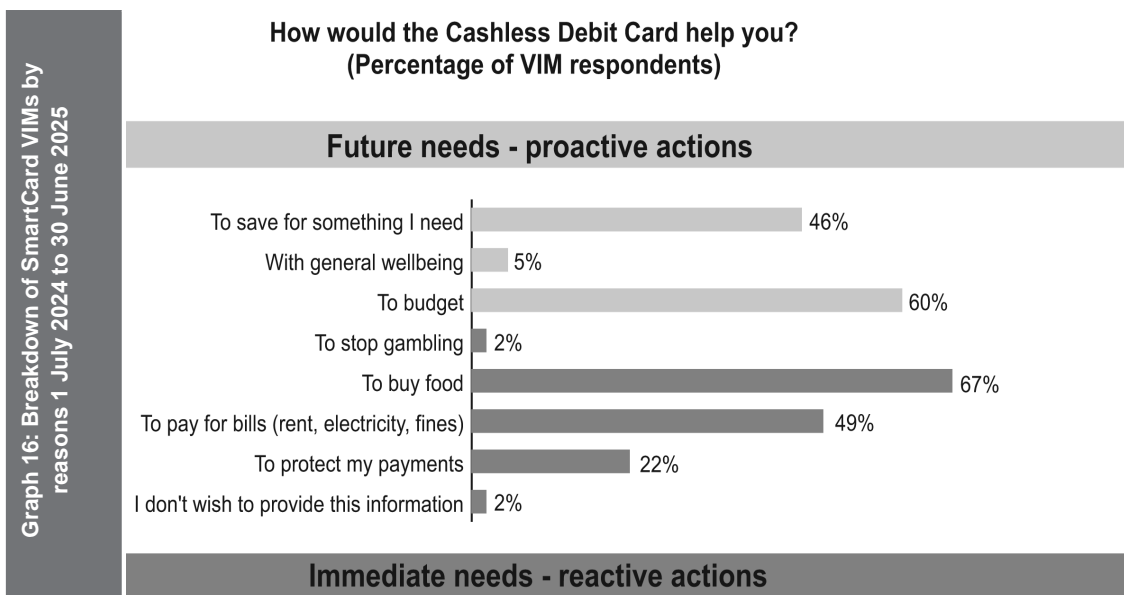 Graph 16: Breakdown of SmartCard VIMs by
reasons 1 July 2024 to 30 June 2025
How would the Cashless Debit Card help you?
(Percentage of VIM respondents)
Future needs - proactive actions
To save for something I need 46%
With general wellbeing 5%
To budget 60%
To stop gambling 2%
To buy food 67%
To pay for bills (rent, electricity, fines) 49%
To protect my payments 22%
I don't wish to provide this information 2%
Immediate needs - reactive actions